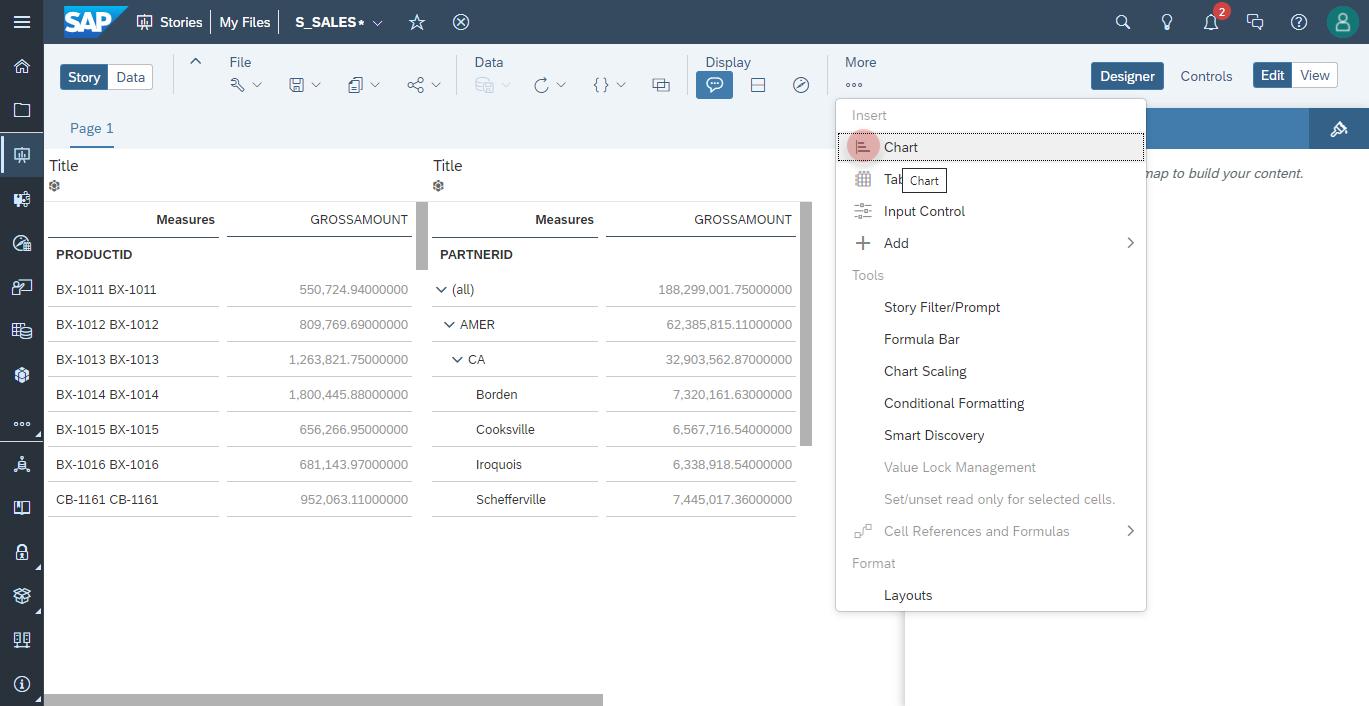 SAP Stories My Files S_SALES* 2
Story Data File Data Display More Designer Controls Edit View
Page 1
Insert
Chart
Tab
Chart
Input Control
Add
Tools
Story Filter/Prompt
Formula Bar
Chart Scaling
Conditional Formatting
Smart Discovery
Value Lock Management
Set/unset read only for selected cells.
Cell References and Formulas
Format
Layouts
map to build your content.
Title
Measures GROSSAMOUNT
PRODUCTID
BX-1011 BX-1011 550,724.94000000
BX-1012 BX-1012 809,769.69000000
BX-1013 BX-1013 1,263,821.75000000
BX-1014 BX-1014 1,800,445.88000000
BX-1015 BX-1015 656,266.95000000
BX-1016 BX-1016 681,143.97000000
CB-1161 CB-1161 952,063.11000000
Title
Measures GROSSAMOUNT
PARTNERID
(all) 188,299,001.75000000
AMER 62,385,815.11000000
CA 32,903,562.87000000
Borden 7,320,161.63000000
Cooksville 6,567,716.54000000
Iroquois 6,338,918.54000000
Schefferville 7,445,017.36000000